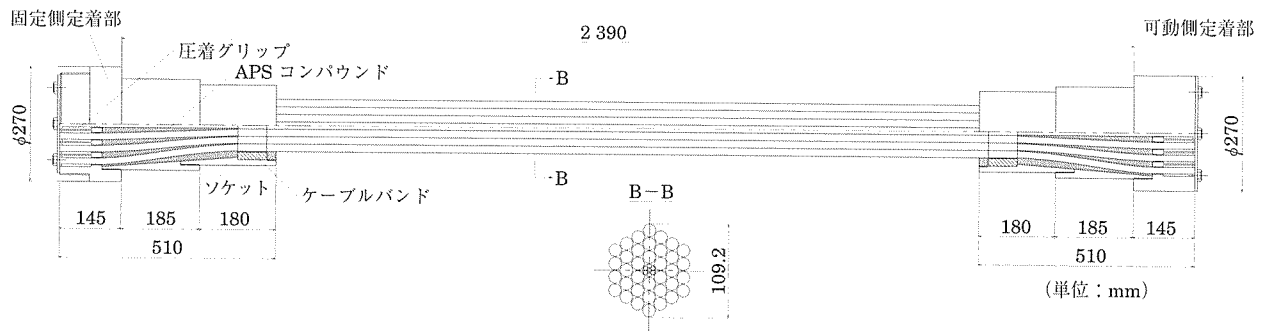 固定側定着部
2 390
可動側定着部
圧着グリップ
APS コンパウンド
B
φ270
φ270
B
ソケット
ケーブルバンド
B－B
145
185
180
510
109.2
180
185
145
510
(単位：mm)